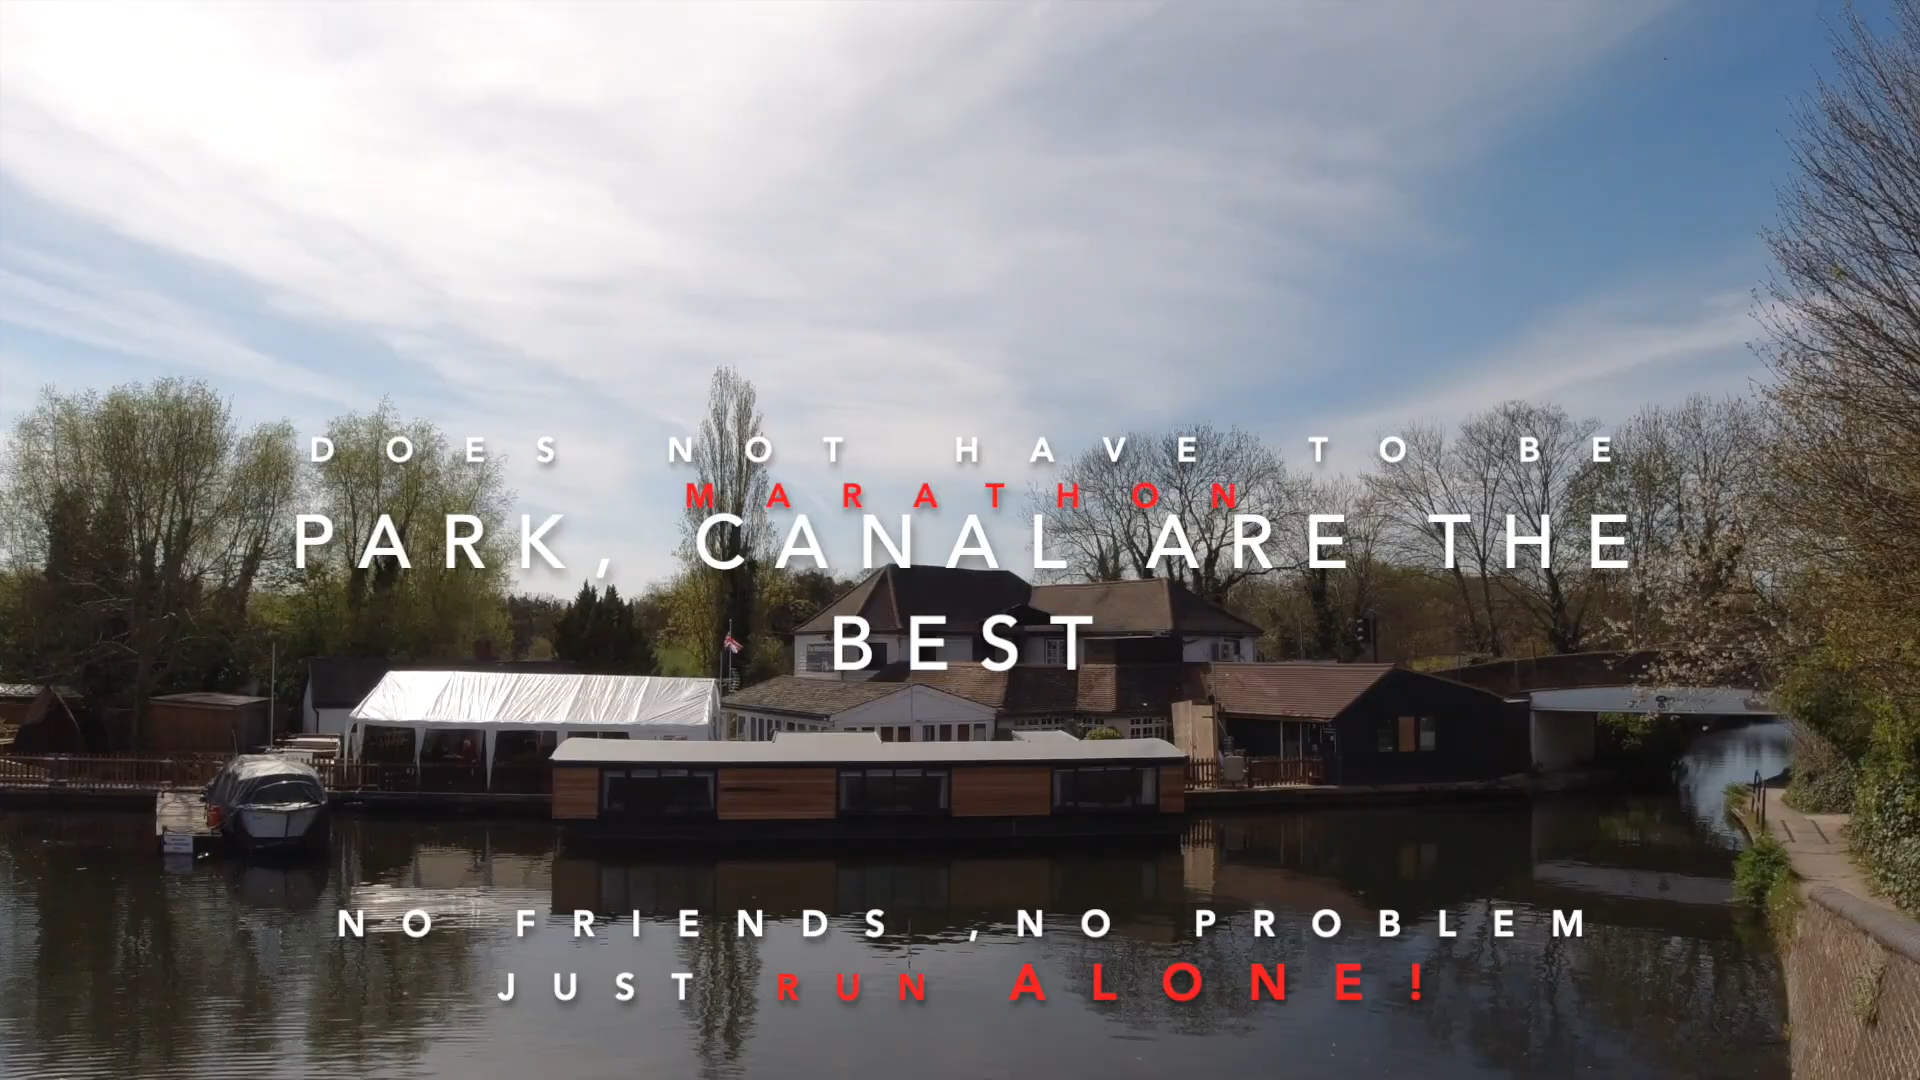 DOES NOT HAVE TO BE
MARATHON
PARK, CANAL ARE THE
BEST
NO FRIENDS ,NO PROBLEM
JUST RUN ALONE!